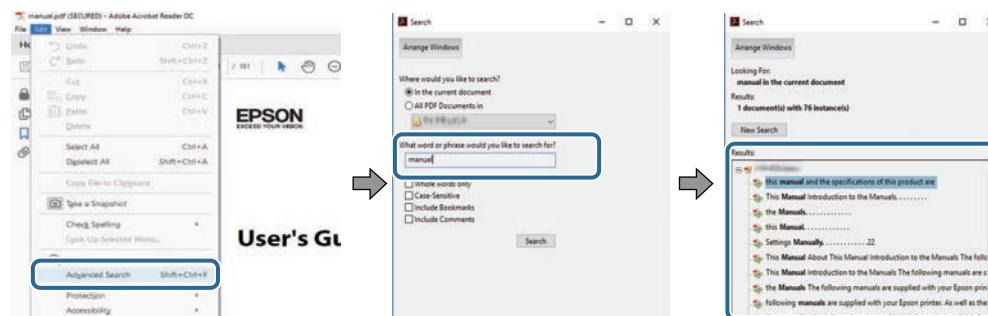 manual.pdf (SECURED) - Adobe Acrobat Reader DC
File Edit View Window Help
Undo Ctrl+Z
Redo Shift+Ctrl+Z
Cut Ctrl+X
Copy Ctrl+C
Paste Ctrl+V
Delete
Select All Ctrl+A
Deselect All Shift+Ctrl+A
Copy File to Clipboard
Take a Snapshot
Check Spelling
Look Up Selected Word...
Advanced Search Shift+Ctrl+F
Protection
Accessibility
/ 181
EPSON
EXCEED YOUR VISION
User's Gu
Search
Arrange Windows
Where would you like to search?
In the current document
All PDF Documents in
What word or phrase would you like to search for?
manual
Whole words only
Case-Sensitive
Include Bookmarks
Include Comments
Search
Search
Arrange Windows
Looking For:
manual in the current document
Results:
1 document(s) with 76 instance(s)
New Search
Results:
this manual and the specifications of this product are
This Manual Introduction to the Manuals.........
the Manuals............
this Manual............
Settings Manually............22
This Manual About This Manual Introduction to the Manuals The follo
This Manual Introduction to the Manuals The following manuals are s
the Manuals The following manuals are supplied with your Epson prin
following manuals are supplied with your Epson printer. As well as the